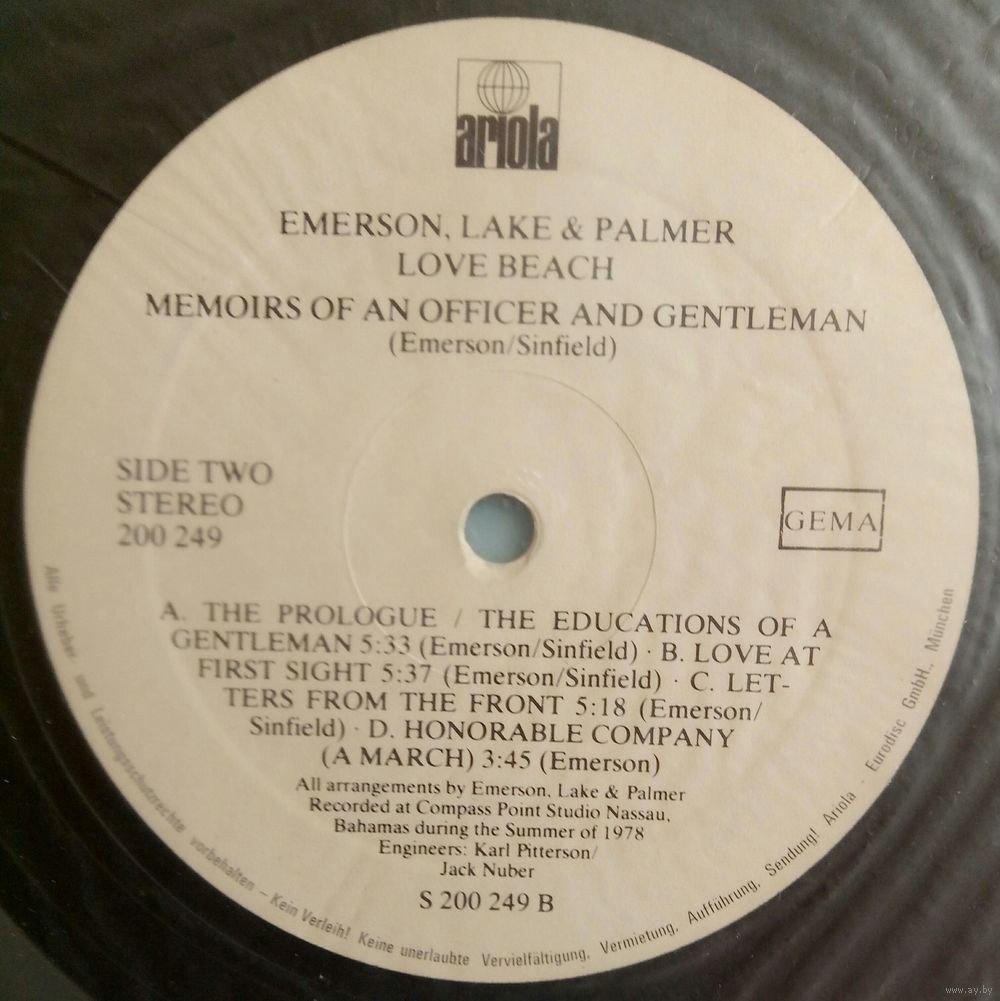 ariola
EMERSON, LAKE & PALMER
LOVE BEACH
MEMOIRS OF AN OFFICER AND GENTLEMAN
(Emerson/Sinfield)
SIDE TWO
STEREO
200 249
GEMA
A. THE PROLOGUE / THE EDUCATIONS OF A
GENTLEMAN 5:33 (Emerson/Sinfield) · B. LOVE AT
FIRST SIGHT 5:37 (Emerson/Sinfield) · C. LET-
TERS FROM THE FRONT 5:18 (Emerson/
Sinfield) · D. HONORABLE COMPANY
(A MARCH) 3:45 (Emerson)
All arrangements by Emerson, Lake & Palmer
Recorded at Compass Point Studio Nassau,
Bahamas during the Summer of 1978
Engineers: Karl Pitterson/
Jack Nuber
S 200 249 B
Alle Urheber und Leistungsschutzrechte vorbehalten – Kein Verleih! Keine unerlaubte Vervielfältigung, Vermietung, Aufführung, Sendung! Ariola - Eurodisc GmbH., München
www.ay.by